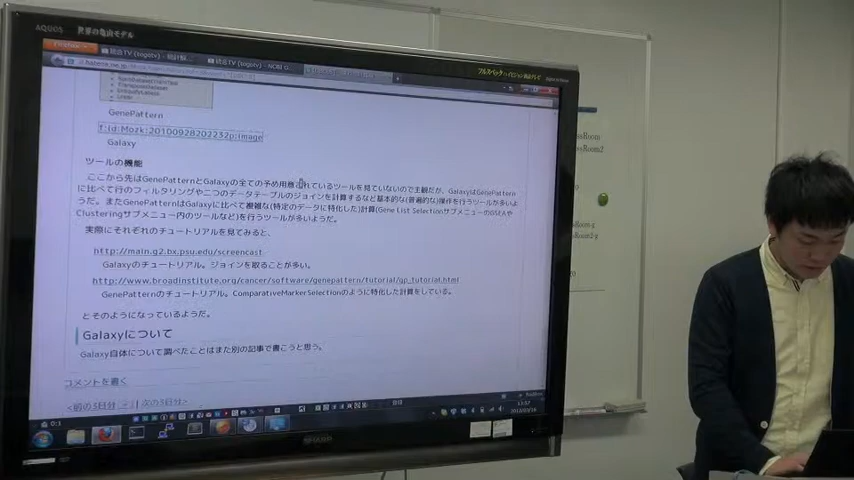 AQUOS 世界の亀山モデル
GenePattern
f:id:Mozk:20100928202232p:image
Galaxy
ツールの機能
ここから先はGenePatternとGalaxyの全ての予め用意されているツールを見ていないので主観だが、GalaxyはGenePattern
に比べて行のフィルタリングや二つのデータテーブルのジョインを計算するなど基本的な(普遍的な)操作を行うツールが多いよ
うだ。またGenePatternはGalaxyに比べて複雑な(特定のデータに特化した)計算(Gene List SelectionサブメニューのGSEAや
Clusteringサブメニュー内のツールなど)を行うツールが多いようだ。
実際にそれぞれのチュートリアルを見てみると、
http://main.g2.bx.psu.edu/screencast
Galaxyのチュートリアル。ジョインを取ることが多い。
http://www.broadinstitute.org/cancer/software/genepattern/tutorial/gp_tutorial.html
GenePatternのチュートリアル。ComparativeMarkerSelectionのように特化した計算をしている。
とそのようになっているようだ。
Galaxyについて
Galaxy自体について調べたことはまた別の記事で書こうと思う。
コメントを書く
<前の3日分
次の3日分>
SHARP